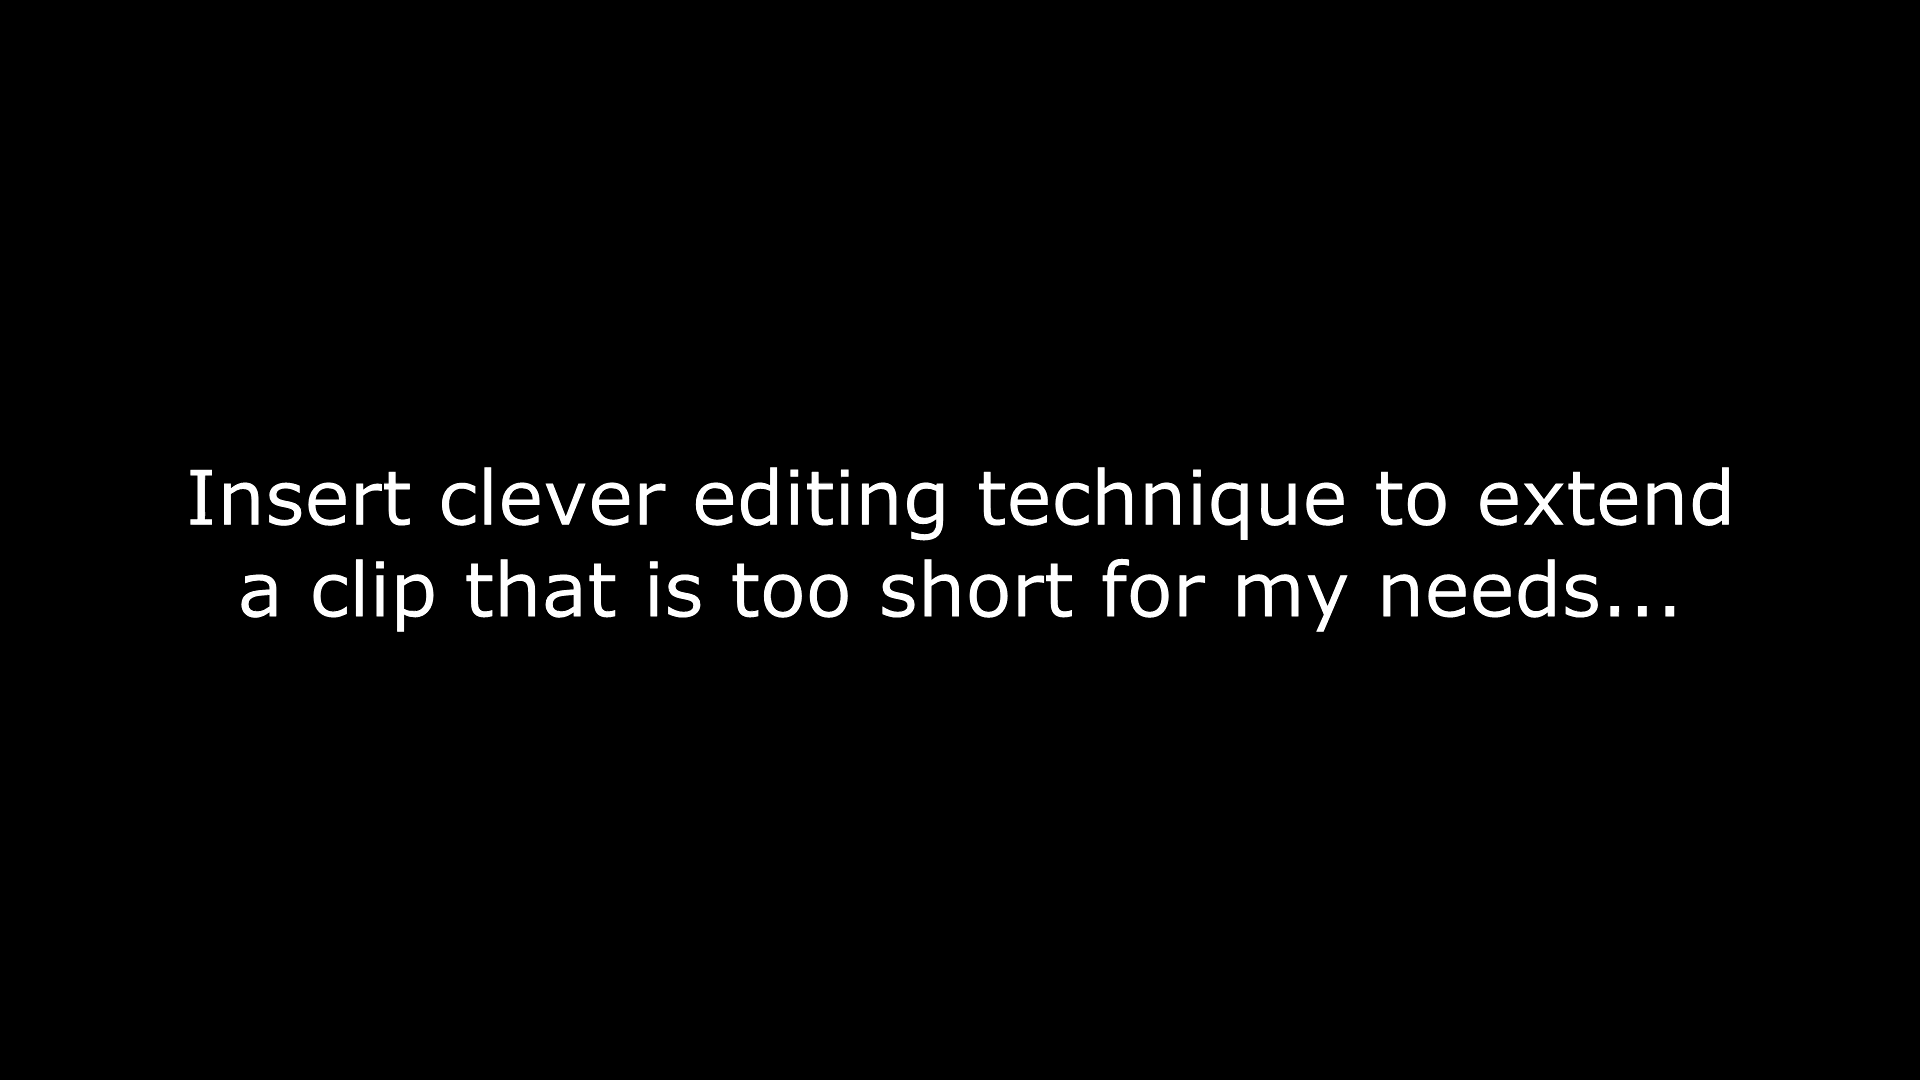 Insert clever editing technique to extend
a clip that is too short for my needs...